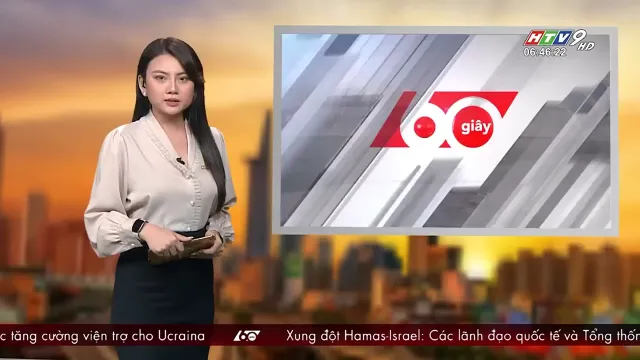 HTV9 HD
06:46:22
60 giây
c tăng cường viện trợ cho Ucraina 60 Xung đột Hamas-Israel: Các lãnh đạo quốc tế và Tổng thố